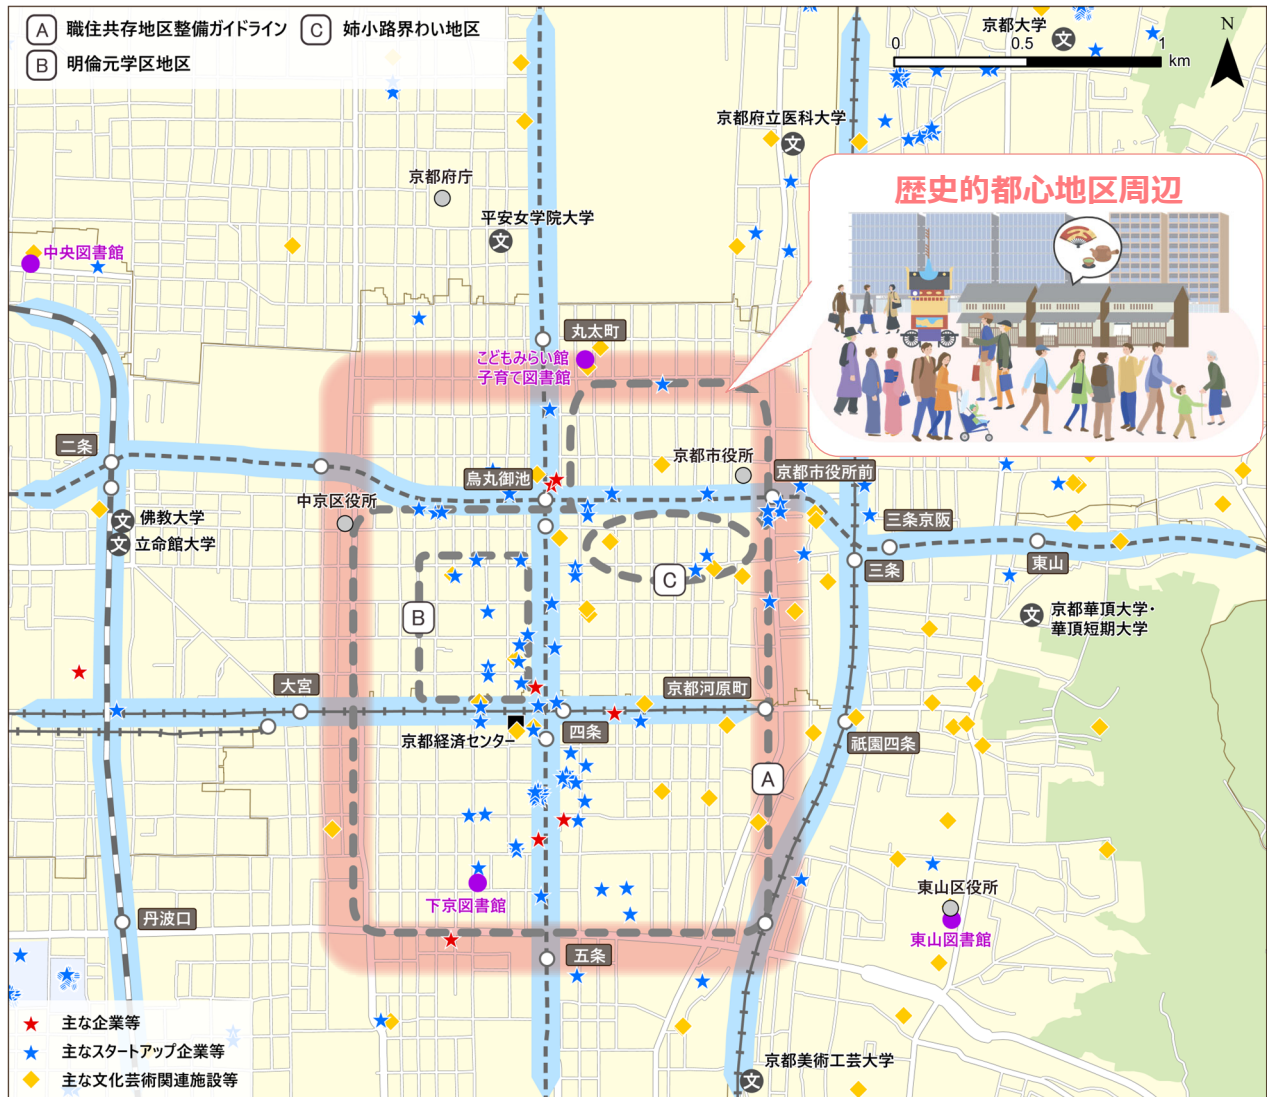 A 職住共存地区整備ガイドライン C 姉小路界わい地区
B 明倫元学区地区
京都大学
文
0 0.5 1
km
N
京都府立医科大学
文
京都府庁
平安女学院大学
文
歴史的都心地区周辺
中央図書館
丸太町
こどもみらい館
子育て図書館
二条
烏丸御池
京都市役所
京都市役所前
中京区役所
佛教大学
文
立命館大学
文
三条京阪
三条
東山
C
B
京都華頂大学・
華頂短期大学
文
大宮
京都河原町
四条
京都経済センター
祇園四条
A
下京図書館
東山区役所
東山図書館
丹波口
五条
主な企業等
主なスタートアップ企業等
主な文化芸術関連施設等
京都美術工芸大学
文